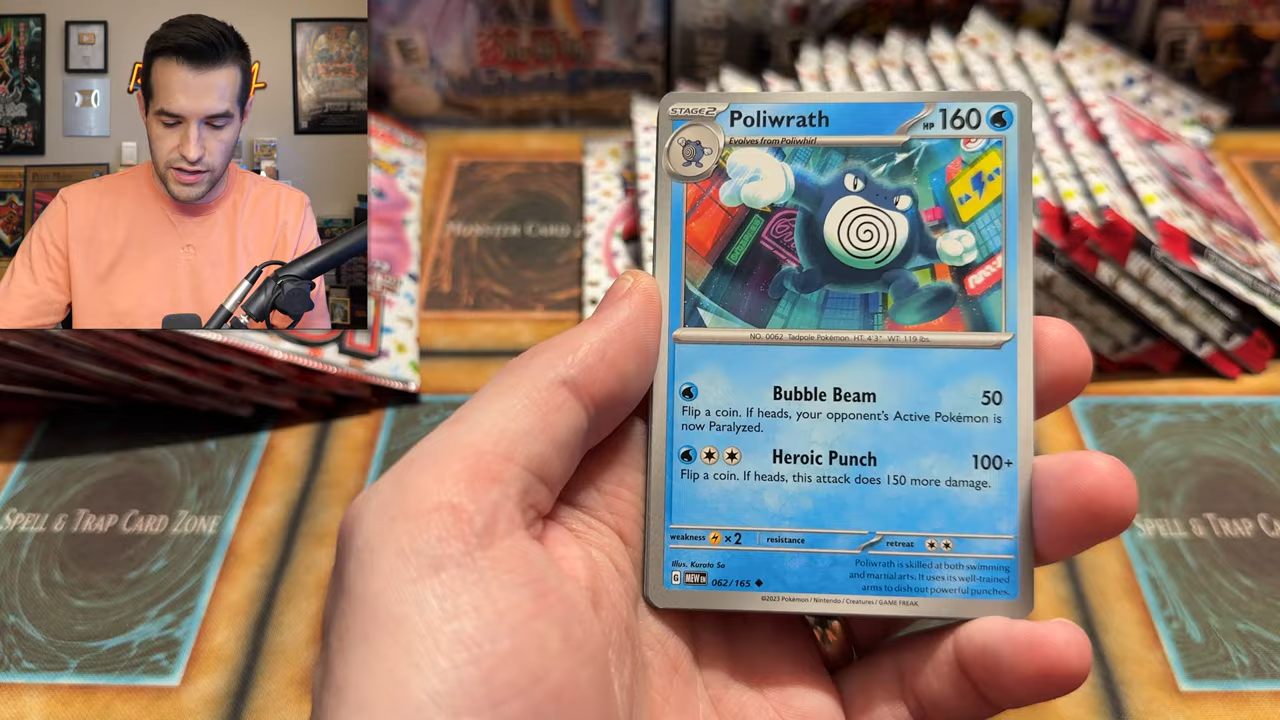 STAGE2
Poliwrath
HP 160
Evolves from Poliwhirl
NO. 0062 Tadpole Pokémon. HT: 4'3" WT: 119 lbs.
Bubble Beam 50
Flip a coin. If heads, your opponent's Active Pokémon is
now Paralyzed.
Heroic Punch 100+
Flip a coin. If heads, this attack does 150 more damage.
weakness ×2 resistance retreat
Illus. Kurata So
G MEW EN 062/165
Poliwrath is skilled at both swimming
and martial arts. It uses its well-trained
arms to dish out powerful punches.
©2023 Pokémon / Nintendo / Creatures / GAME FREAK
MONSTER CARD
SPELL & TRAP CARD ZONE
SPELL & TRAP CA